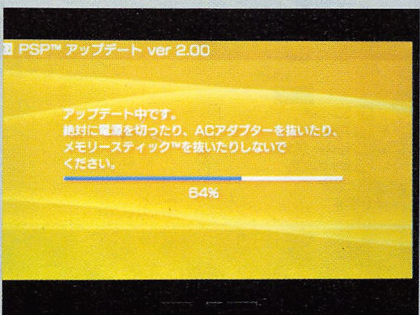 PSP™ アップデート ver 2.00
アップデート中です。
絶対に電源を切ったり、ACアダプターを抜いたり、
メモリースティック™を抜いたりしないで
ください。
64%